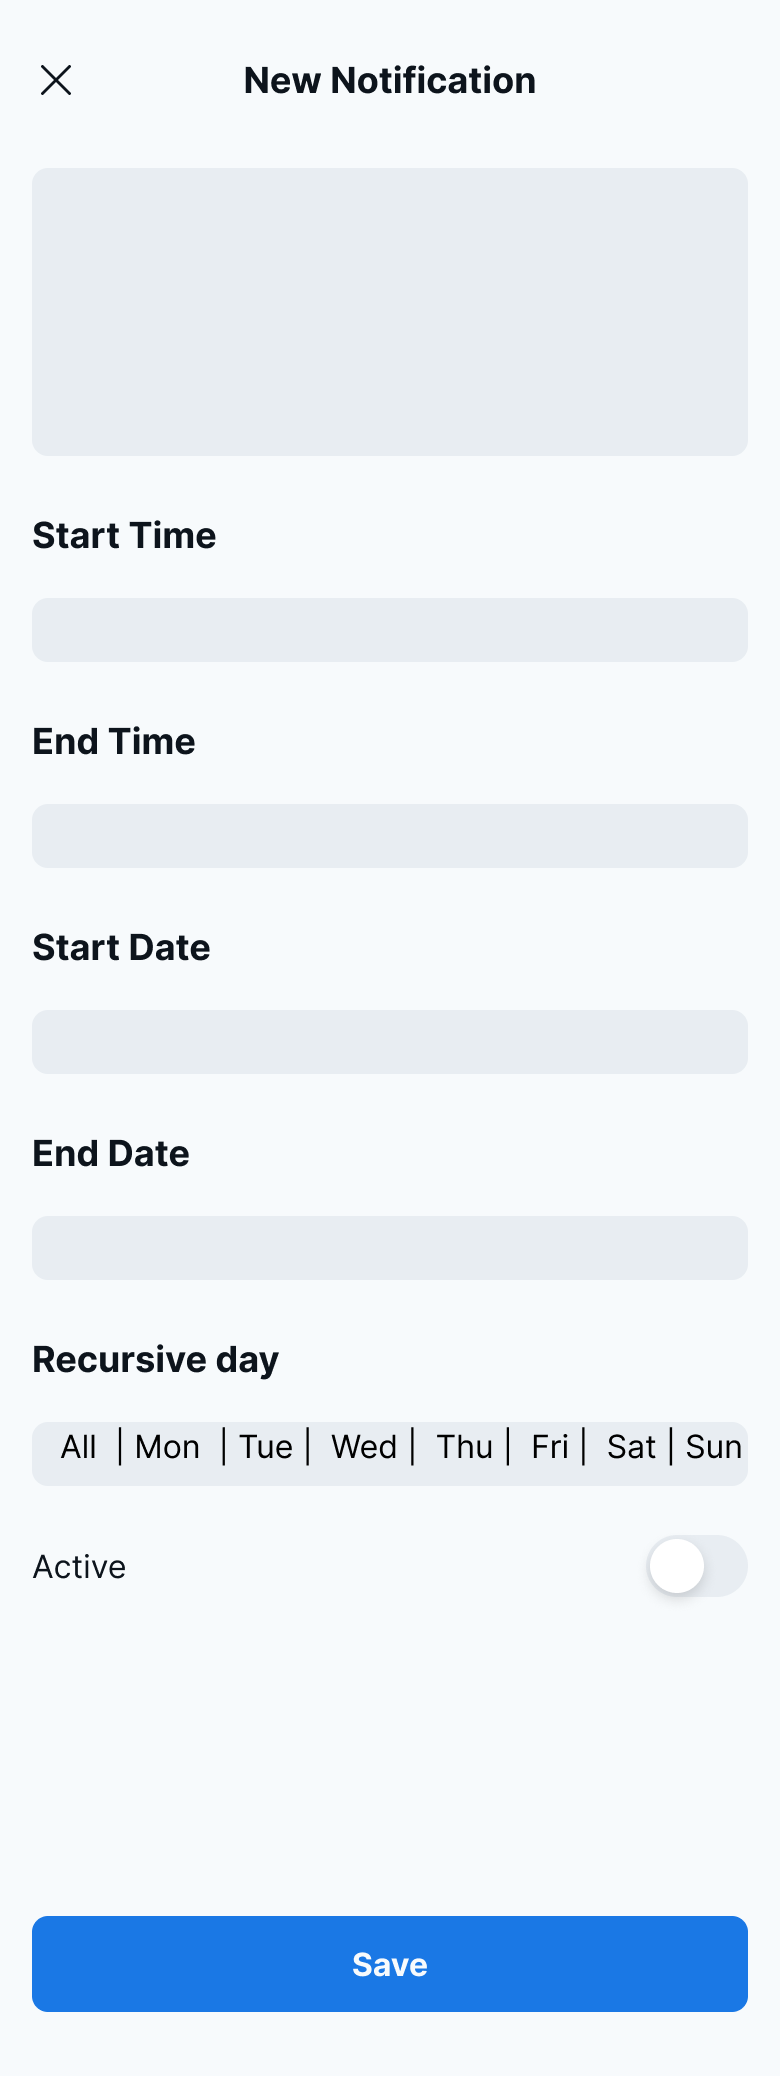 New Notification
Start Time
End Time
Start Date
End Date
Recursive day
All | Mon | Tue | Wed | Thu | Fri | Sat | Sun
Active
Save